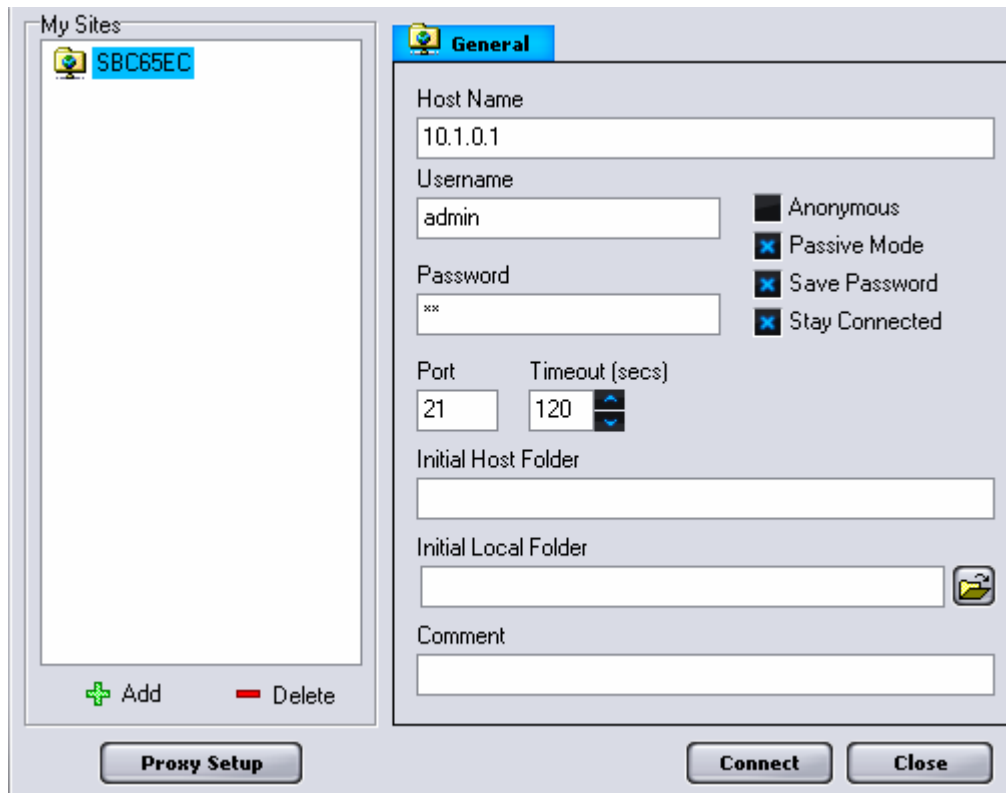 My Sites
SBC65EC
Add
Delete
Proxy Setup
General
Host Name
10.1.0.1
Username
admin
Anonymous
Passive Mode
Password
Save Password
**
Stay Connected
Port
Timeout (secs)
21
120
Initial Host Folder
Initial Local Folder
Comment
Connect
Close